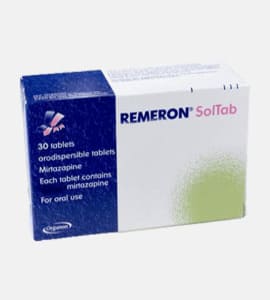 REMERON® SolTab
30 tablets
orodispersible tablets
Mirtazapine
Each tablet contains
mirtazapine
For oral use
Organon